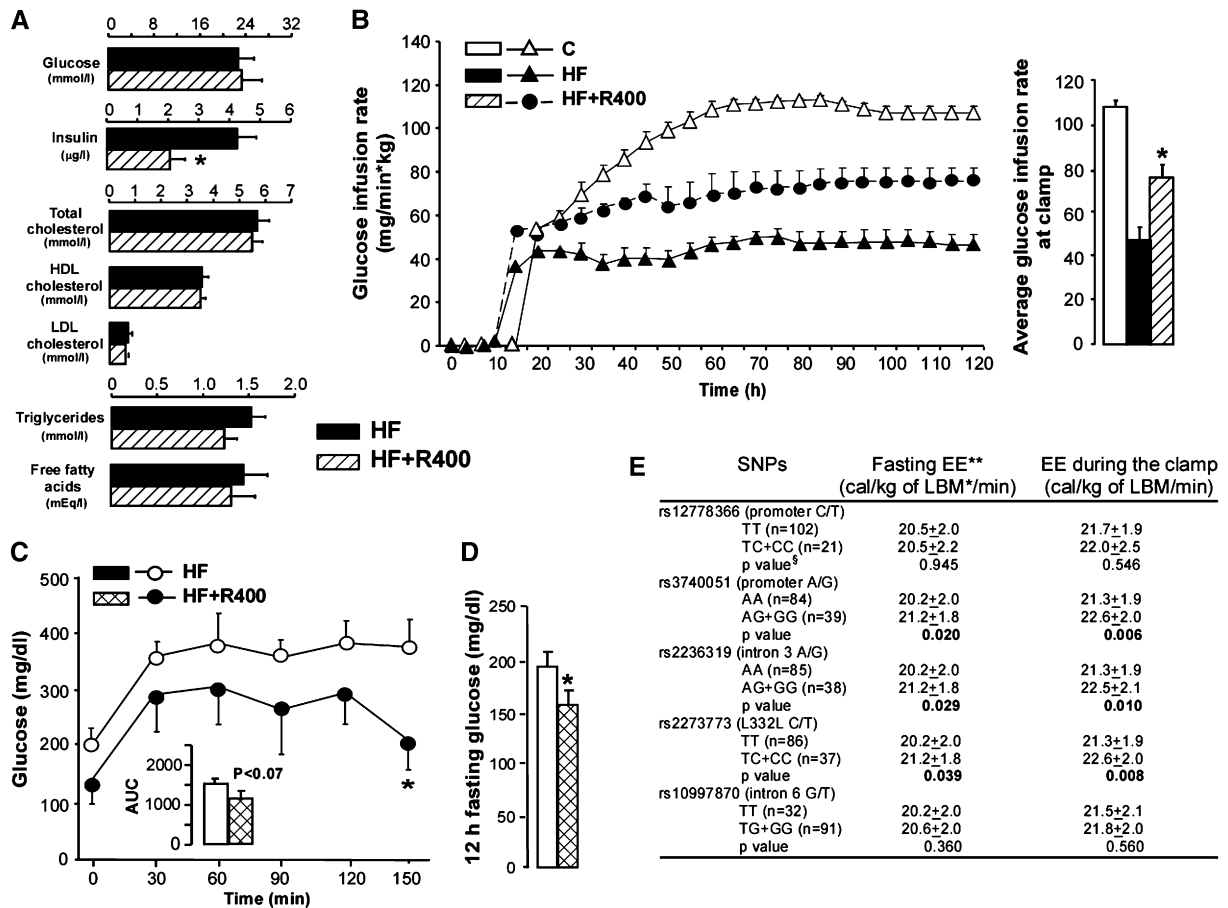 A
0 8 16 24 32
Glucose
(mmol/l)
0 1 2 3 4 5 6
Insulin
(μg/l)
*
0 1 2 3 4 5 6 7
Total
cholesterol
(mmol/l)
HDL
cholesterol
(mmol/l)
LDL
cholesterol
(mmol/l)
0 0.5 1.0 1.5 2.0
Triglycerides
(mmol/l)
Free fatty
acids
(mEq/l)
HF
HF+R400
B
Glucose infusion rate
(mg/min*kg)
140
120
100
80
60
40
20
0
C
HF
HF+R400
0 10 20 30 40 50 60 70 80 90 100 110 120
Time (h)
Average glucose infusion rate
at clamp
120
100
80
60
40
20
0
*
C
HF
HF+R400
Glucose (mg/dl)
500
400
300
200
100
0
*
AUC
2000
1000
0
P<0.07
0 30 60 90 120 150
Time (min)
D
12 h fasting glucose (mg/dl)
250
200
150
100
50
0
*
E
SNPs Fasting EE** EE during the clamp
(cal/kg of LBM*/min) (cal/kg of LBM/min)
rs12778366 (promoter C/T)
TT (n=102) 20.5±2.0 21.7±1.9
TC+CC (n=21) 20.5±2.2 22.0±2.5
p value§ 0.945 0.546
rs3740051 (promoter A/G)
AA (n=84) 20.2±2.0 21.3±1.9
AG+GG (n=39) 21.2±1.8 22.6±2.0
p value 0.020 0.006
rs2236319 (intron 3 A/G)
AA (n=85) 20.2±2.0 21.3±1.9
AG+GG (n=38) 21.2±1.8 22.5±2.1
p value 0.029 0.010
rs2273773 (L332L C/T)
TT (n=86) 20.2±2.0 21.3±1.9
TC+CC (n=37) 21.2±1.8 22.6±2.0
p value 0.039 0.008
rs10997870 (intron 6 G/T)
TT (n=32) 20.2±2.0 21.5±2.1
TG+GG (n=91) 20.6±2.0 21.8±2.0
p value 0.360 0.560